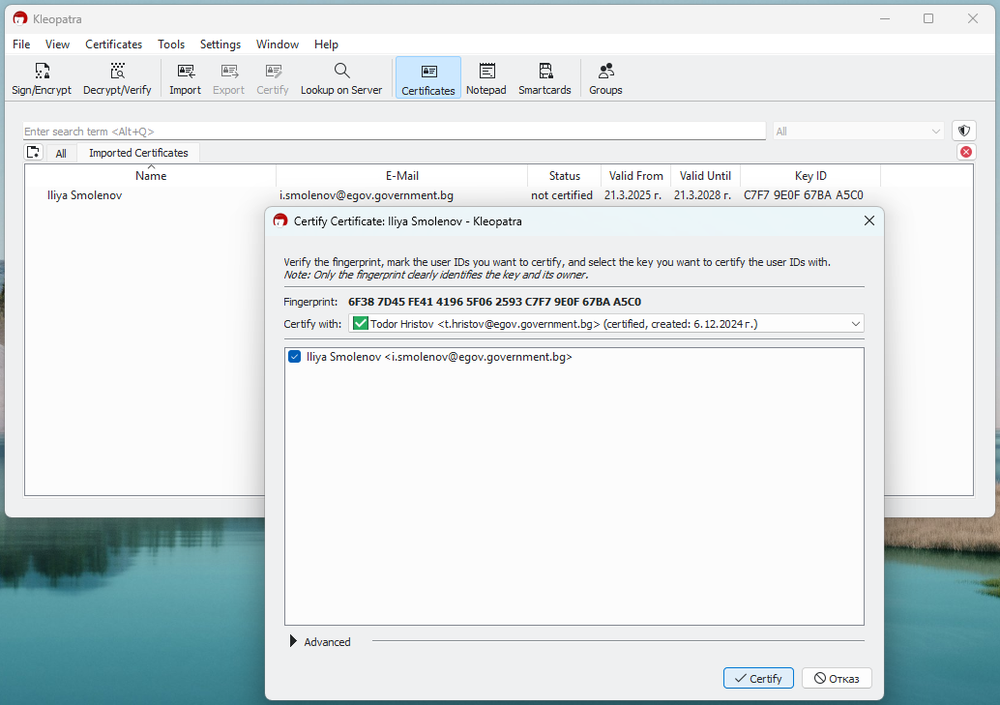 Kleopatra
File View Certificates Tools Settings Window Help
Sign/Encrypt Decrypt/Verify Import Export Certify Lookup on Server Certificates Notepad Smartcards Groups
Enter search term <Alt+Q> All
All Imported Certificates
Name E-Mail Status Valid From Valid Until Key ID
Iliya Smolenov i.smolenov@egov.government.bg not certified 21.3.2025 г. 21.3.2028 г. C7F7 9E0F 67BA A5C0
Certify Certificate: Iliya Smolenov - Kleopatra
Verify the fingerprint, mark the user IDs you want to certify, and select the key you want to certify the user IDs with.
Note: Only the fingerprint clearly identifies the key and its owner.
Fingerprint: 6F38 7D45 FE41 4196 5F06 2593 C7F7 9E0F 67BA A5C0
Certify with: Todor Hristov <t.hristov@egov.government.bg> (certified, created: 6.12.2024 г.)
Iliya Smolenov <i.smolenov@egov.government.bg>
Advanced
Certify Отказ